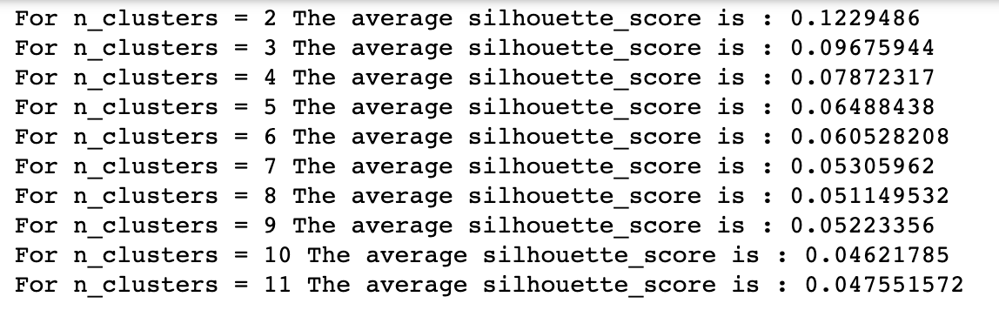 For n_clusters = 2 The average silhouette_score is : 0.1229486
For n_clusters = 3 The average silhouette_score is : 0.09675944
For n_clusters = 4 The average silhouette_score is : 0.07872317
For n_clusters = 5 The average silhouette_score is : 0.06488438
For n_clusters = 6 The average silhouette_score is : 0.060528208
For n_clusters = 7 The average silhouette_score is : 0.05305962
For n_clusters = 8 The average silhouette_score is : 0.051149532
For n_clusters = 9 The average silhouette_score is : 0.05223356
For n_clusters = 10 The average silhouette_score is : 0.04621785
For n_clusters = 11 The average silhouette_score is : 0.047551572